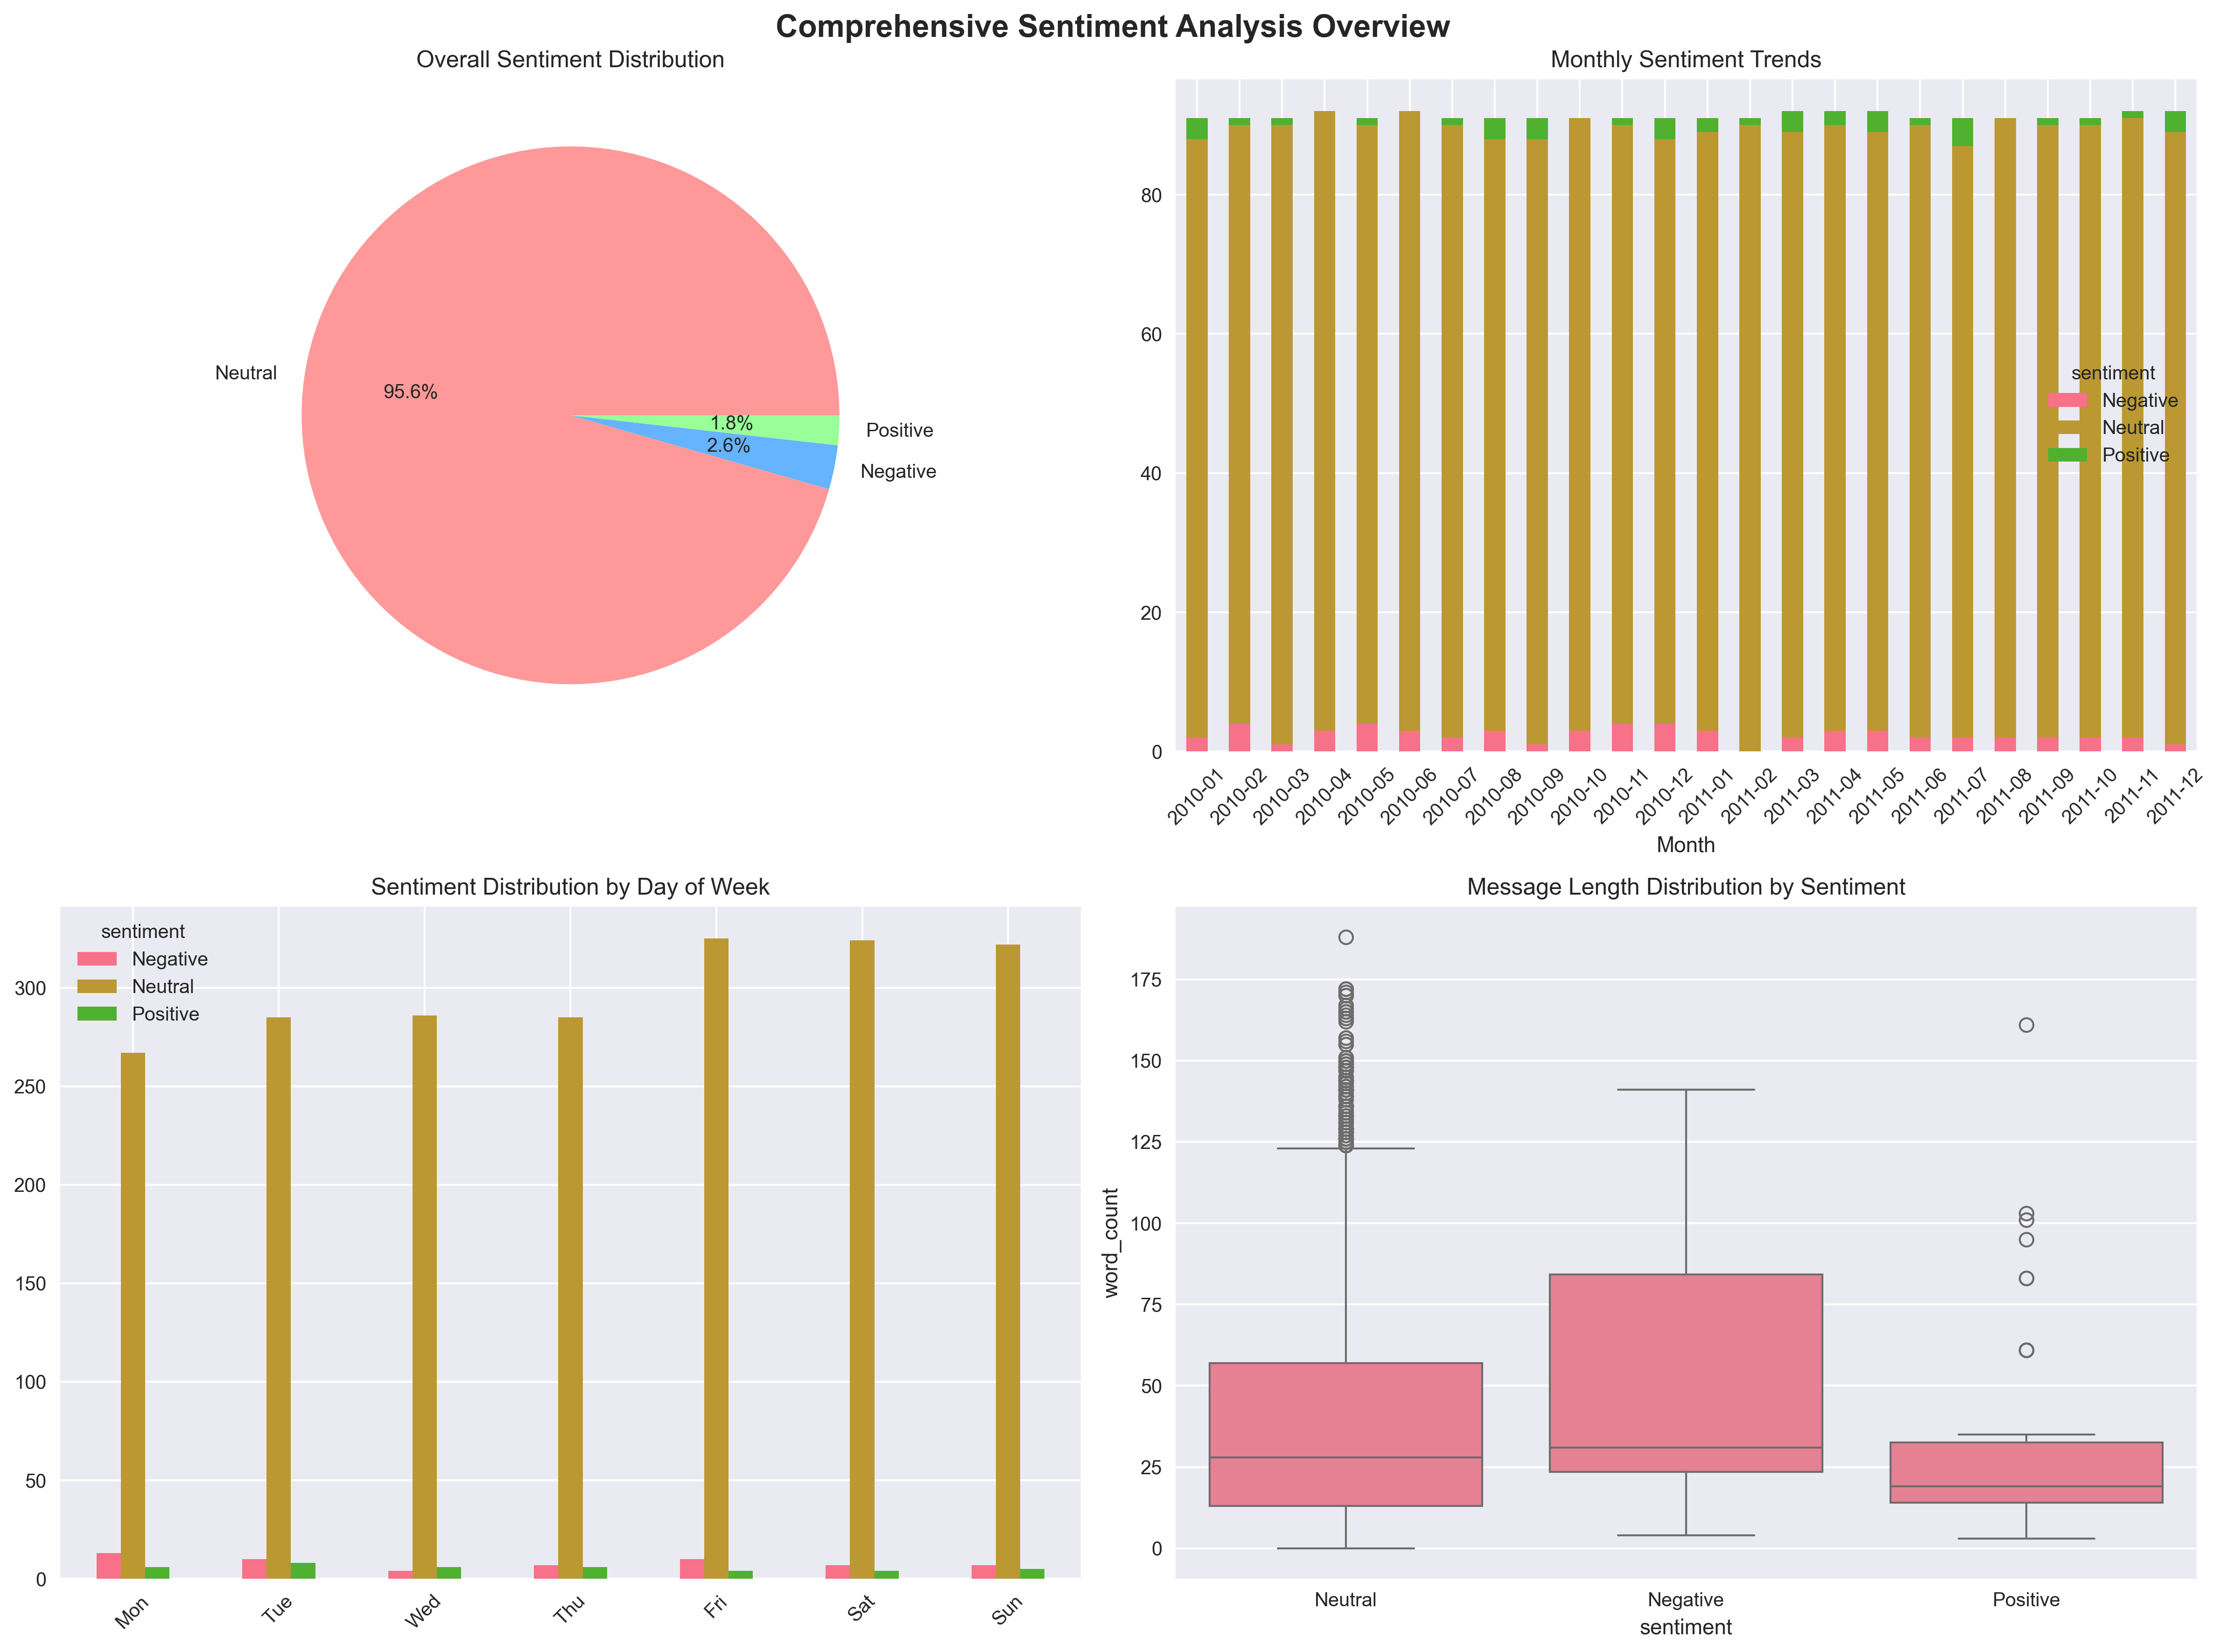 Comprehensive Sentiment Analysis Overview
Overall Sentiment Distribution
Neutral
95.6%
1.8%
Positive
2.6%
Negative
Monthly Sentiment Trends
80
60
40
20
0
sentiment
Negative
Neutral
Positive
2010-01
2010-02
2010-03
2010-04
2010-05
2010-06
2010-07
2010-08
2010-09
2010-10
2010-11
2010-12
2011-01
2011-02
2011-03
2011-04
2011-05
2011-06
2011-07
2011-08
2011-09
2011-10
2011-11
2011-12
Month
Sentiment Distribution by Day of Week
sentiment
Negative
Neutral
Positive
300
250
200
150
100
50
0
Mon
Tue
Wed
Thu
Fri
Sat
Sun
Message Length Distribution by Sentiment
word_count
175
150
125
100
75
50
25
0
Neutral
Negative
Positive
sentiment